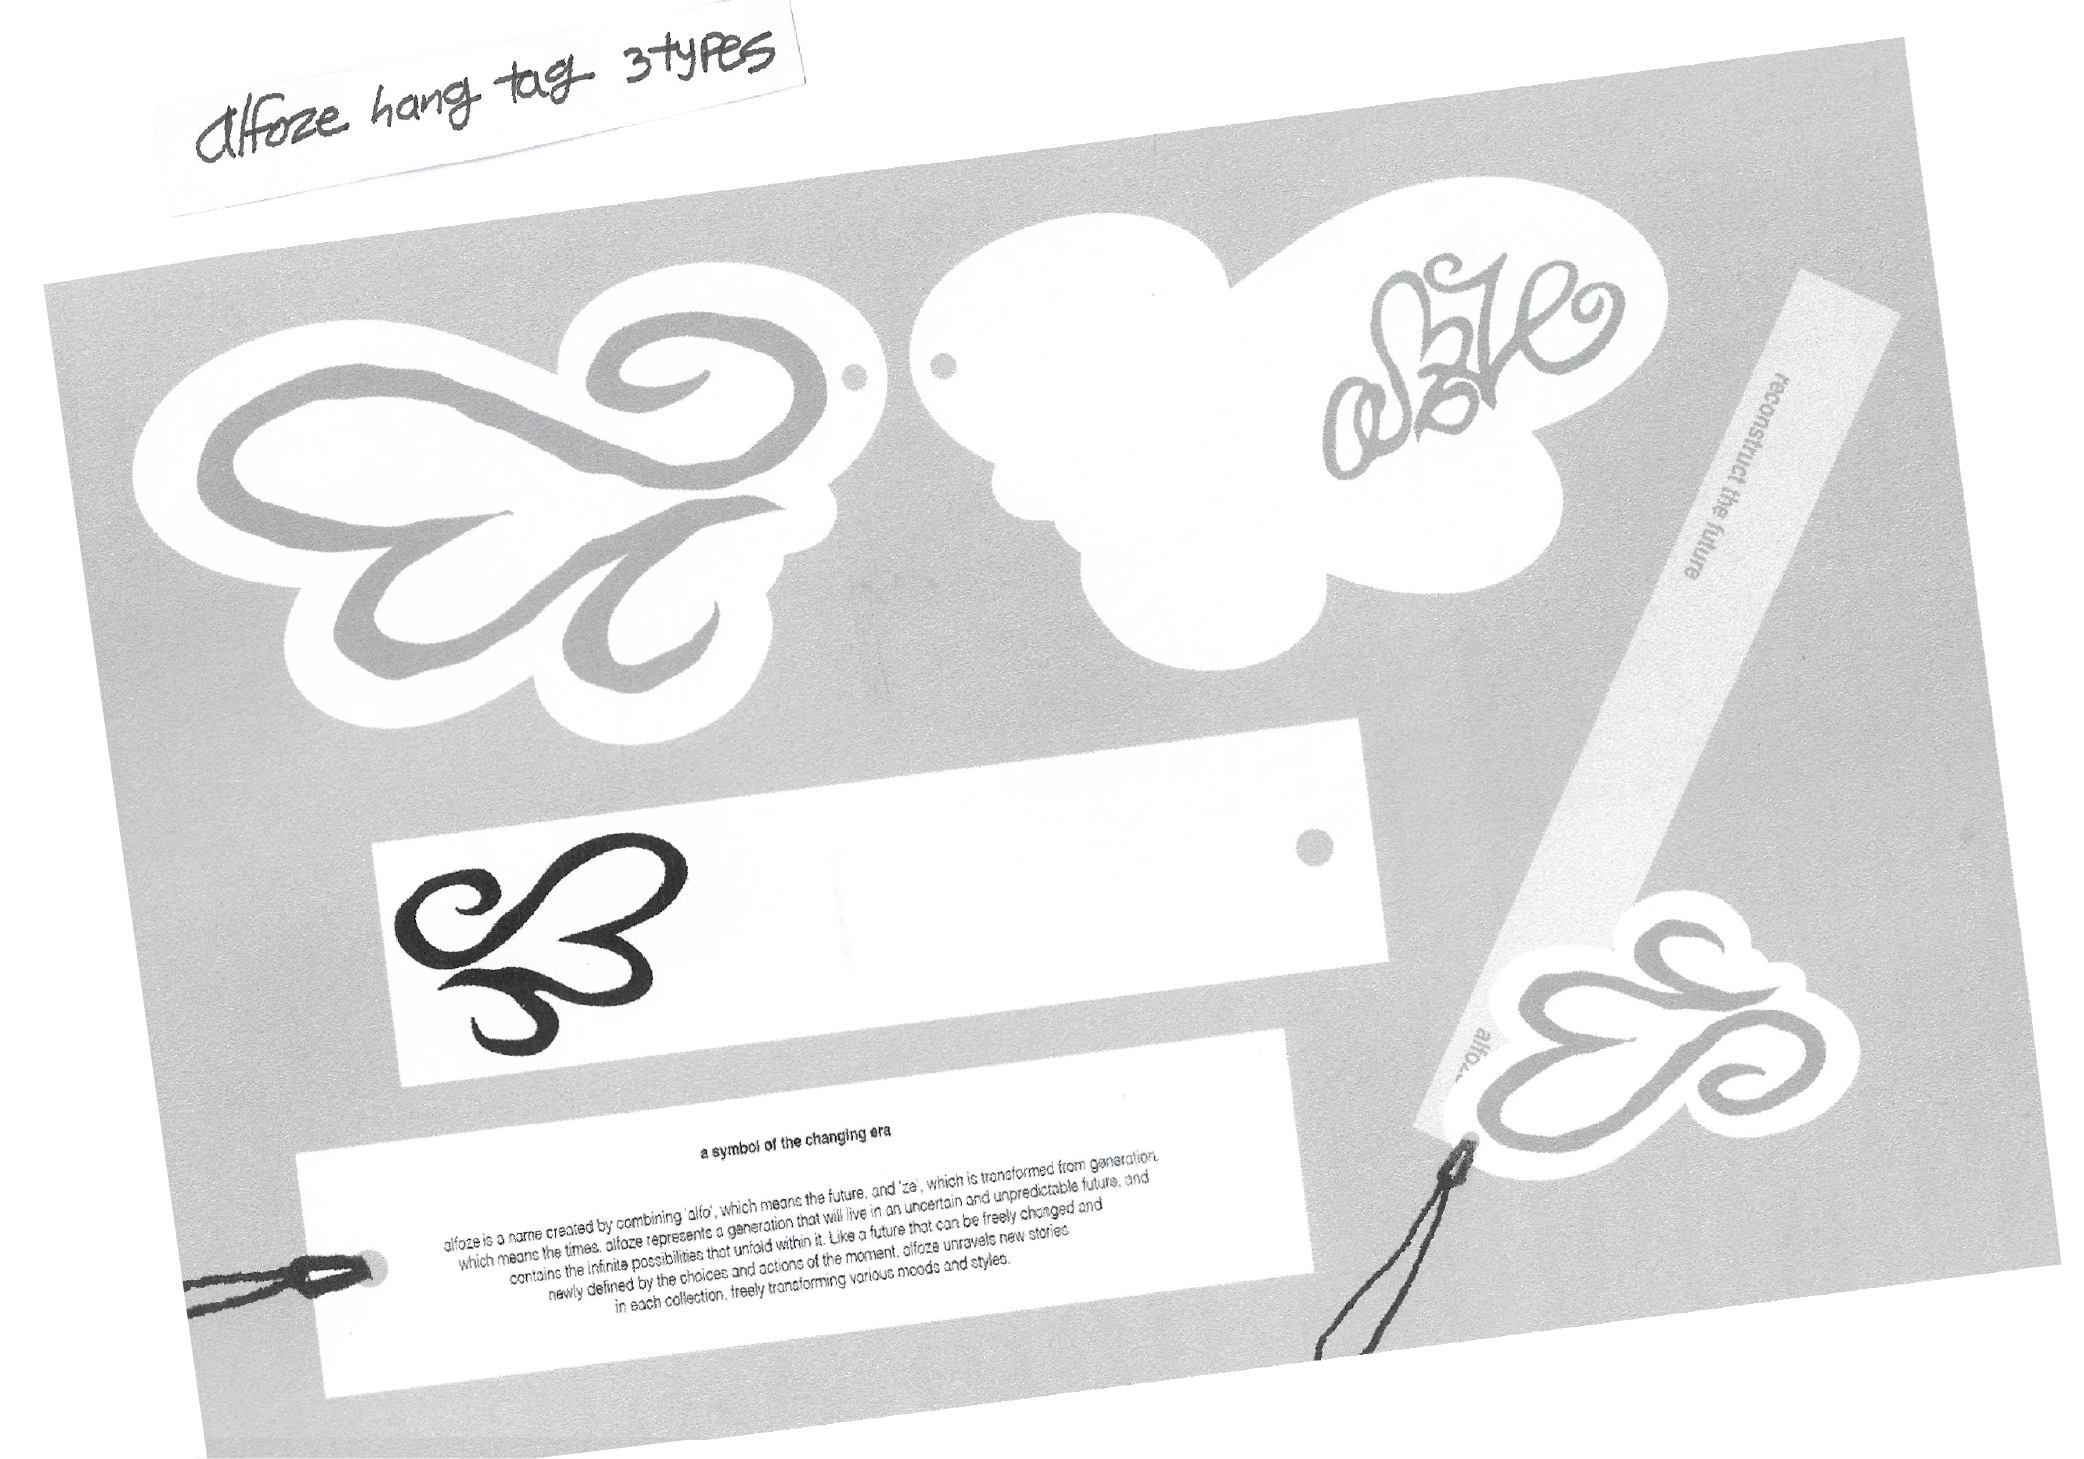 alfoze hang tag 3types
alfoze
reconstruct the future
a symbol of the changing era
alfoze is a name created by combining 'alfo', which means the future, and 'ze', which is transformed from generation,
which means the times. alfoze represents a generation that will live in an uncertain and unpredictable future, and
contains the infinite possibilities that unfold within it. Like a future that can be freely changed and
newly defined by the choices and actions of the moment, alfoze unravels new stories
in each collection, freely transforming various moods and styles.